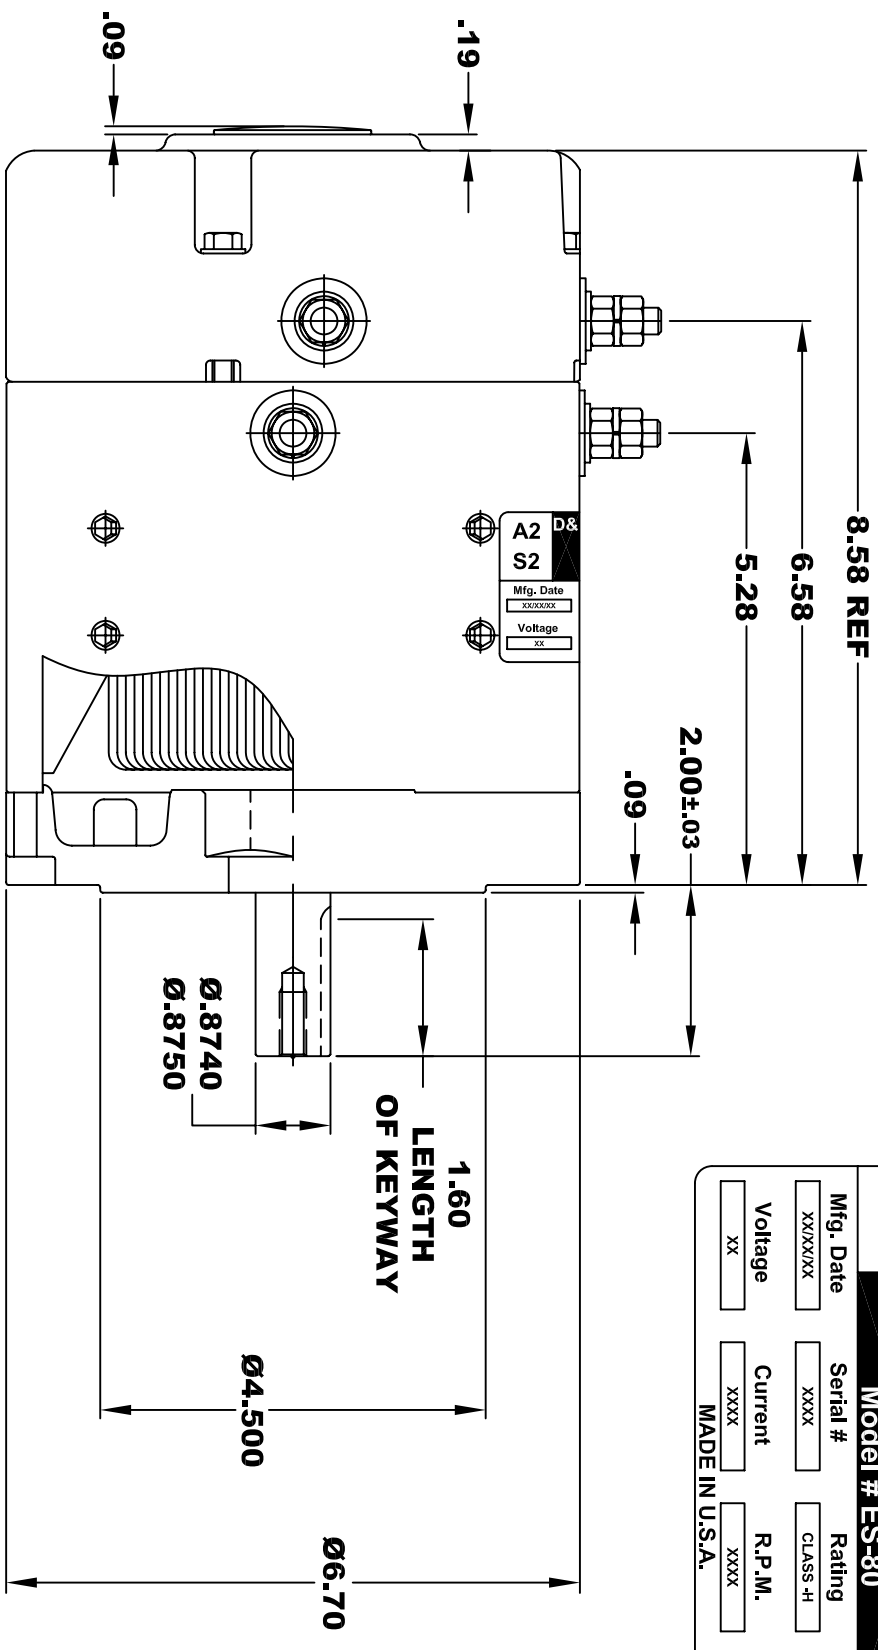 .09
.19
8.58 REF
6.58
5.28
2.00±.03
.09
D&
A2
S2
Mfg. Date
XX/XX/XX
Voltage
XX
Ø.8740
Ø.8750
1.60
LENGTH
OF KEYWAY
Ø4.500
Ø6.70
Model # ES-80
Mfg. Date
Serial #
Rating
XX/XX/XX
XXXX
CLASS -H
Voltage
Current
R.P.M.
XX
XXXX
XXXX
MADE IN U.S.A.